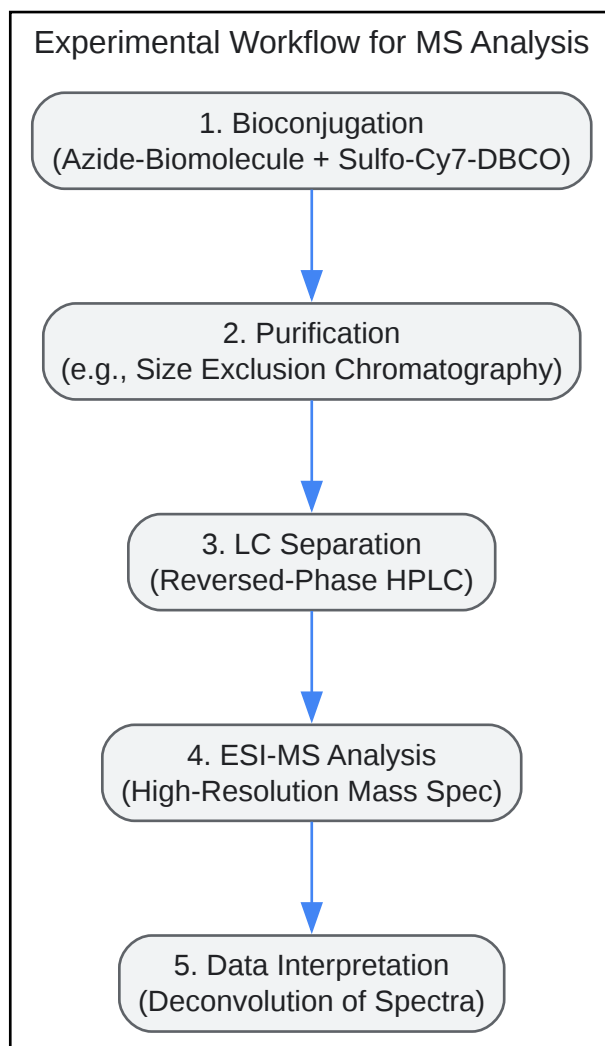 Experimental Workflow for MS Analysis
1. Bioconjugation
(Azide-Biomolecule + Sulfo-Cy7-DBCO)
2. Purification
(e.g., Size Exclusion Chromatography)
3. LC Separation
(Reversed-Phase HPLC)
4. ESI-MS Analysis
(High-Resolution Mass Spec)
5. Data Interpretation
(Deconvolution of Spectra)